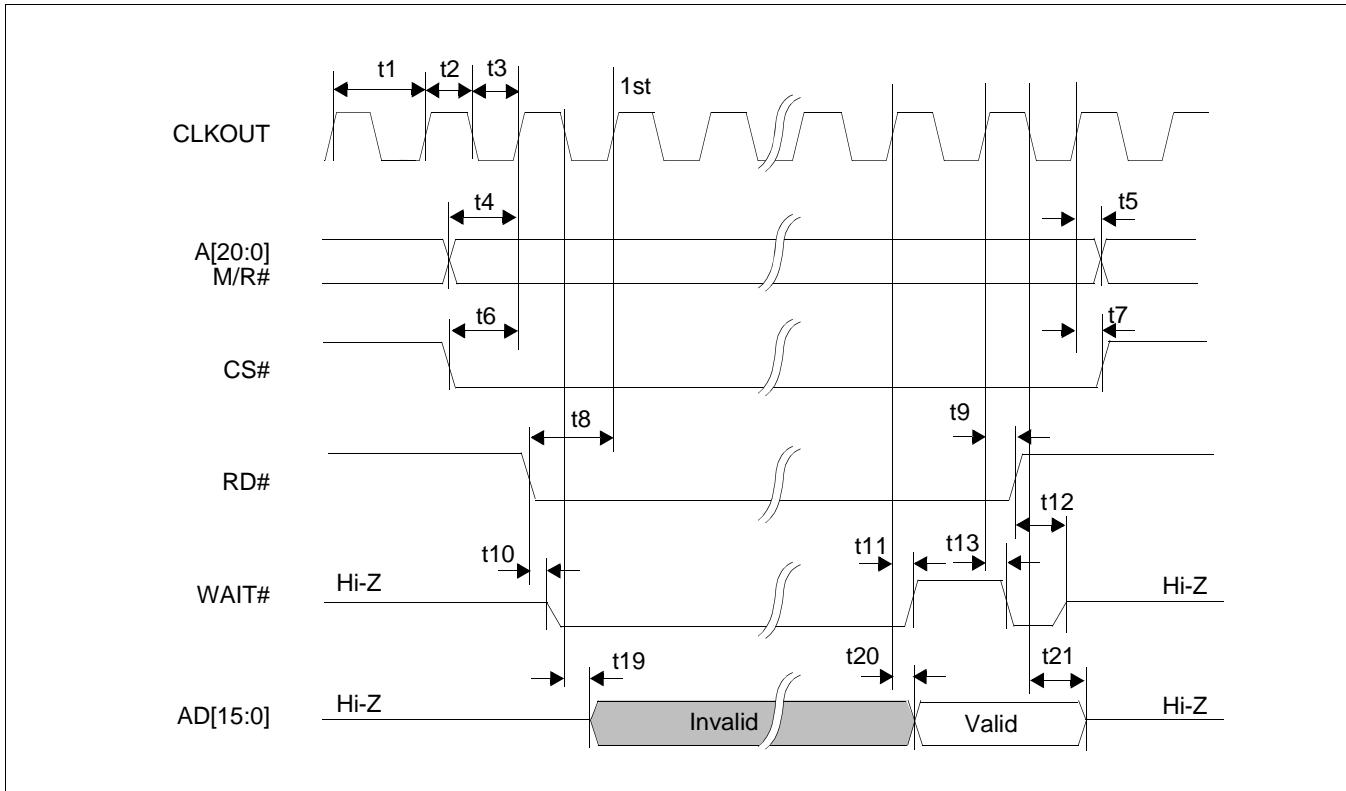 t1 t2 t3
1st
CLKOUT
t4 t5
A[20:0]
M/R#
t6 t7
CS#
t8 t9
RD#
t12
t10 t11 t13
Hi-Z Hi-Z
WAIT#
t19 t20 t21
Hi-Z Hi-Z
AD[15:0] Invalid Valid